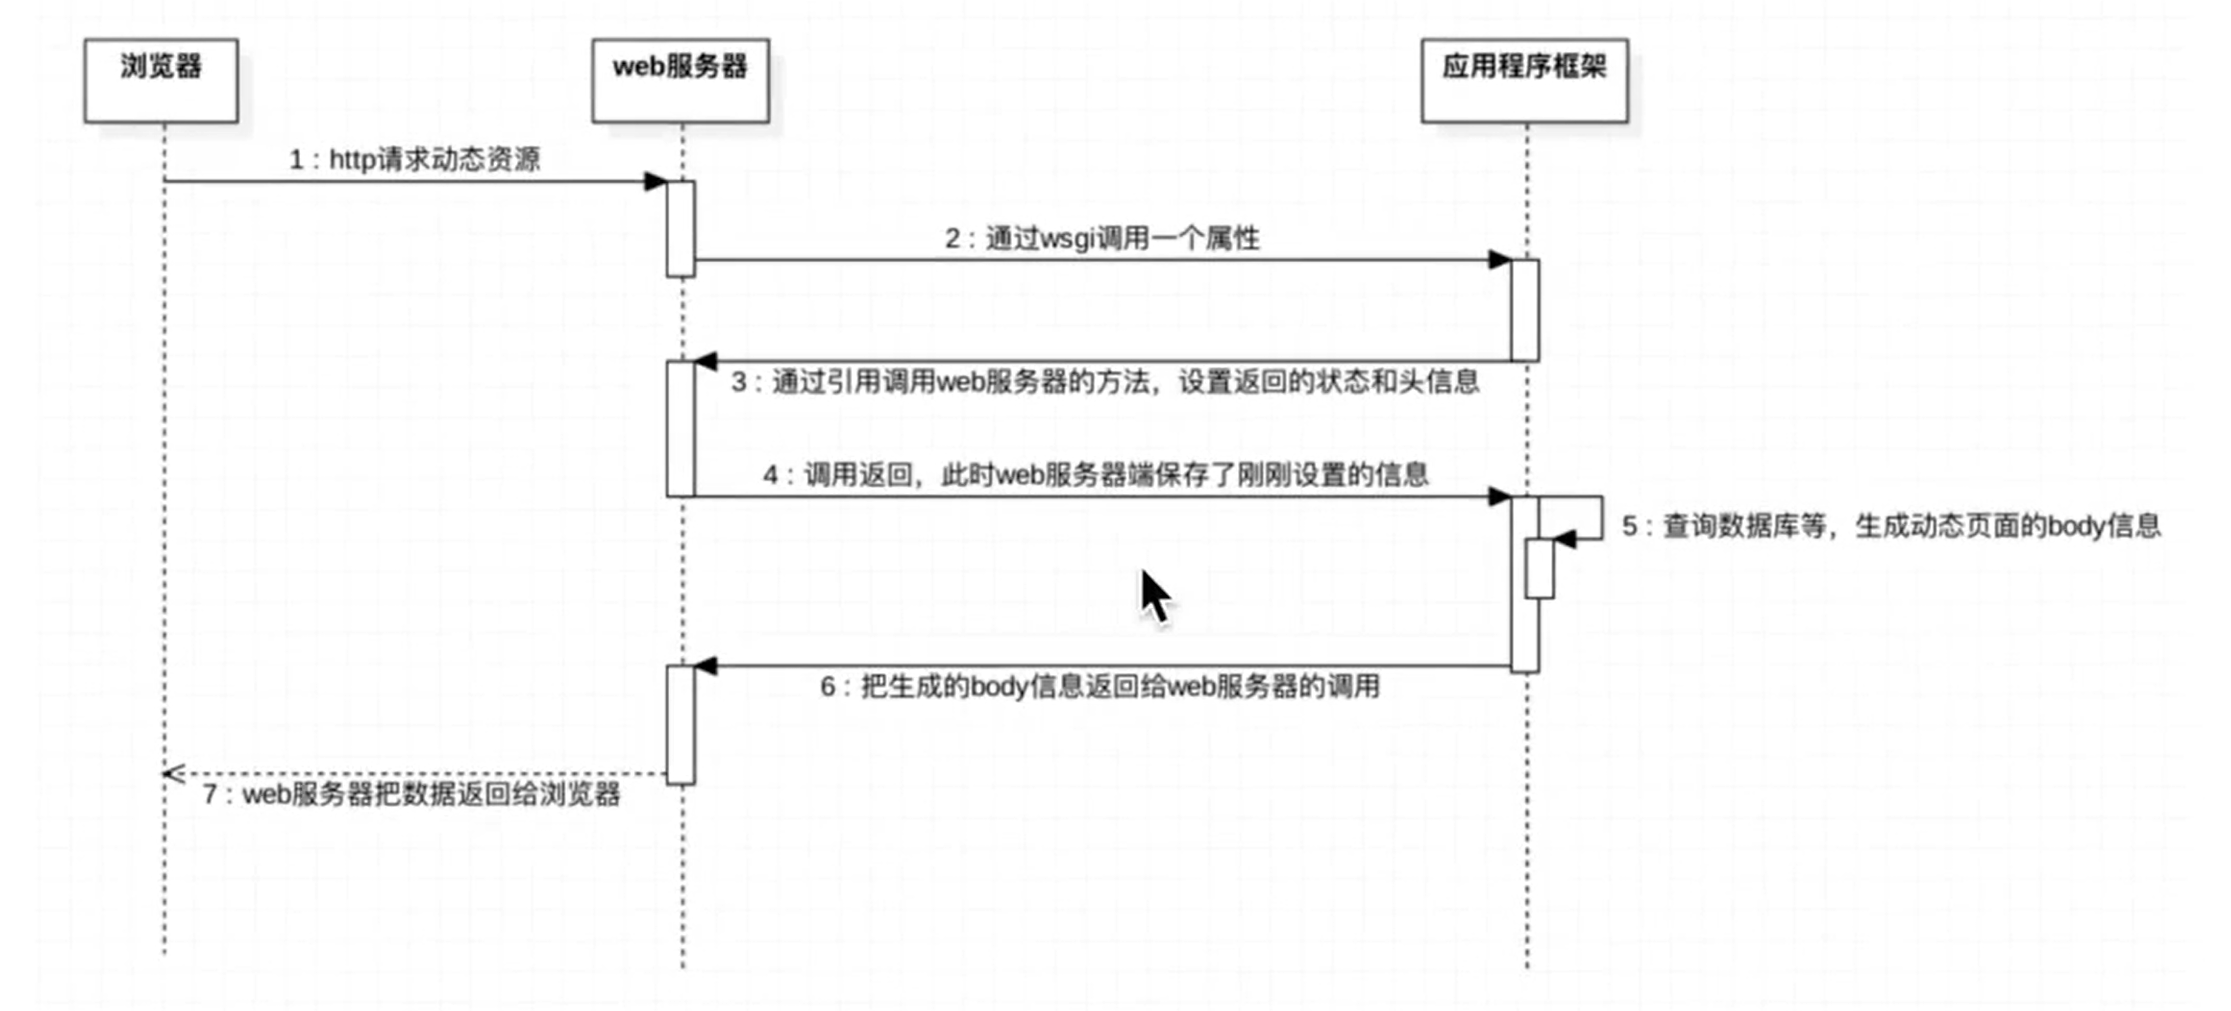 浏览器
web服务器
应用程序框架
1 : http请求动态资源
2 : 通过wsgi调用一个属性
3 : 通过引用调用web服务器的方法，设置返回的状态和头信息
4 : 调用返回，此时web服务器端保存了刚刚设置的信息
5 : 查询数据库等，生成动态页面的body信息
6 : 把生成的body信息返回给web服务器的调用
7 : web服务器把数据返回给浏览器